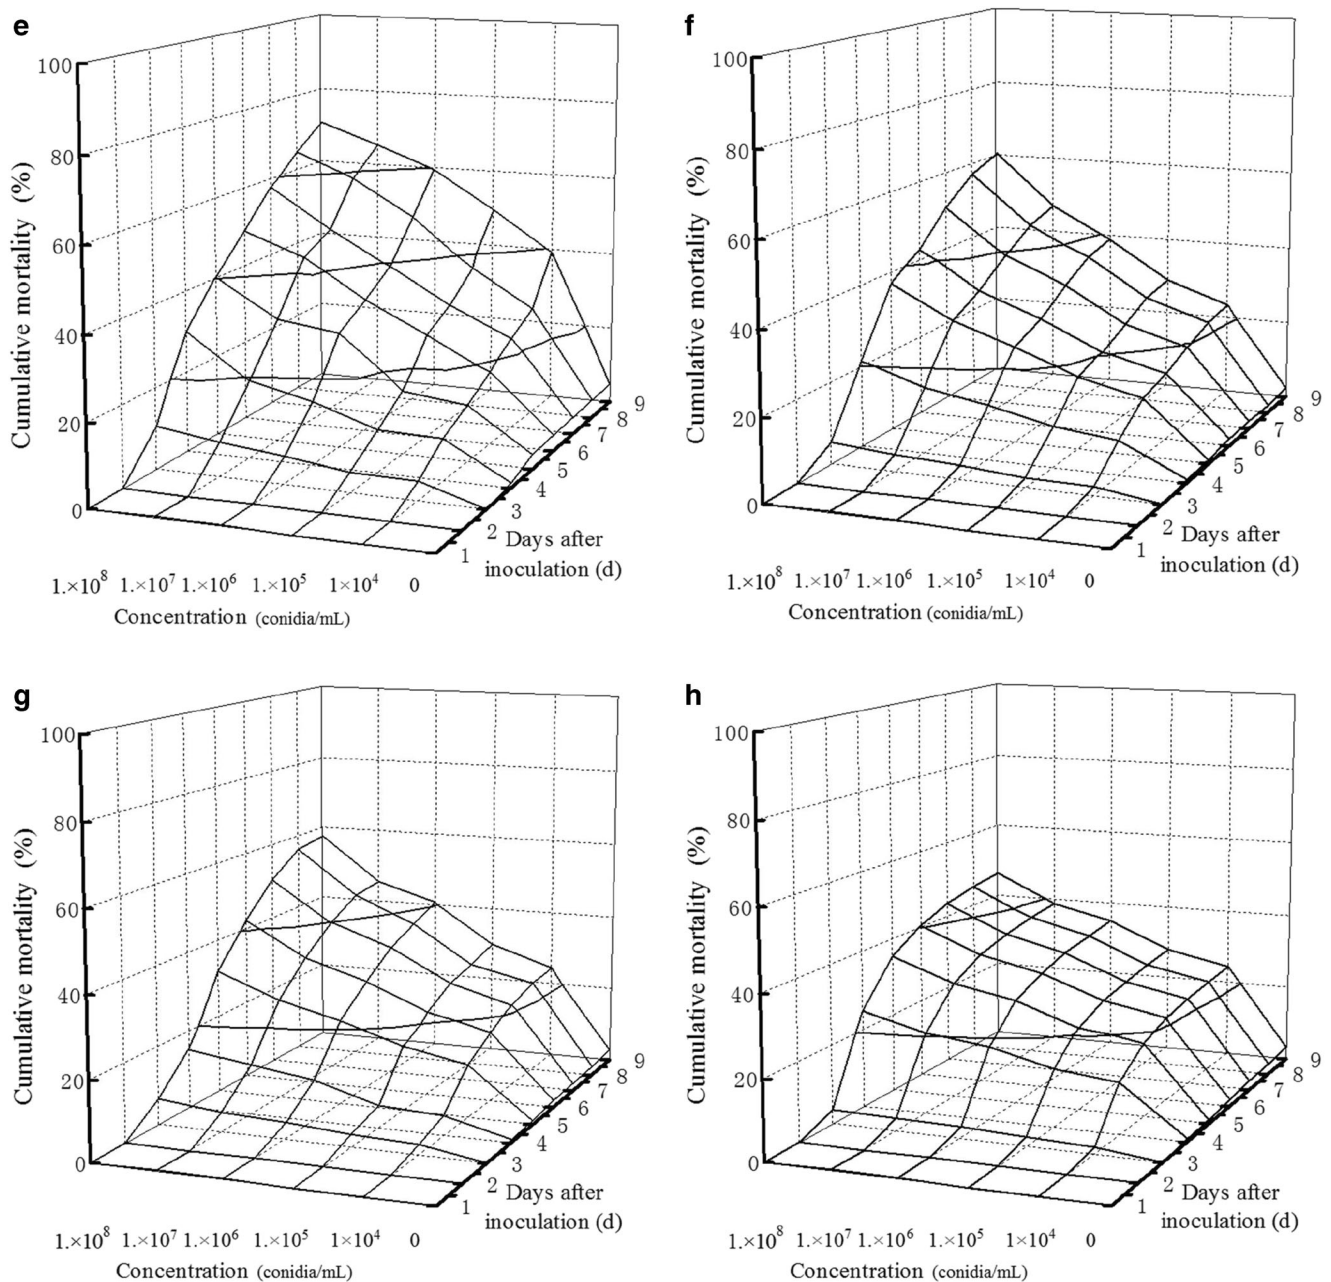 e
100
80
60
40
20
0
Cumulative mortality (%)
1.×10⁸ 1.×10⁷ 1.×10⁶ 1.×10⁵ 1×10⁴ 0
Concentration (conidia/mL)
1 2 3 4 5 6 7 8 9
Days after
inoculation (d)
f
100
80
60
40
20
0
Cumulative mortality (%)
1.×10⁸ 1.×10⁷ 1.×10⁶ 1.×10⁵ 1×10⁴ 0
Concentration (conidia/mL)
1 2 3 4 5 6 7 8 9
Days after
inoculation (d)
g
100
80
60
40
20
0
Cumulative mortality (%)
1.×10⁸ 1.×10⁷ 1.×10⁶ 1.×10⁵ 1×10⁴ 0
Concentration (conidia/mL)
1 2 3 4 5 6 7 8 9
Days after
inoculation (d)
h
100
80
60
40
20
0
Cumulative mortality (%)
1.×10⁸ 1.×10⁷ 1.×10⁶ 1.×10⁵ 1×10⁴ 0
Concentration (conidia/mL)
1 2 3 4 5 6 7 8 9
Days after
inoculation (d)